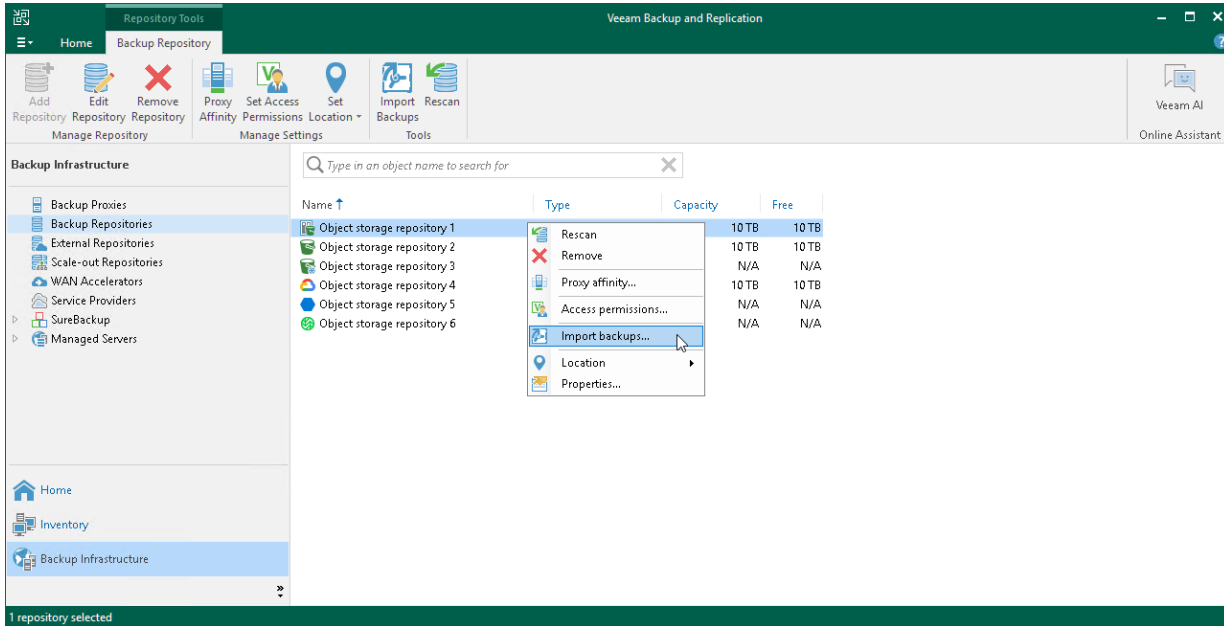 Repository Tools
Veeam Backup and Replication
Home
Backup Repository
?
Add Repository
Edit Repository
Remove Repository
Proxy Affinity
Set Access Permissions
Set Location
Import Backups
Rescan
Veeam AI
Manage Repository
Manage Settings
Tools
Online Assistant
Backup Infrastructure
Backup Proxies
Backup Repositories
External Repositories
Scale-out Repositories
WAN Accelerators
Service Providers
SureBackup
Managed Servers
Home
Inventory
Backup Infrastructure
Type in an object name to search for
Name Type Capacity Free
Object storage repository 1 10 TB 10 TB
Object storage repository 2 10 TB 10 TB
Object storage repository 3 N/A N/A
Object storage repository 4 10 TB 10 TB
Object storage repository 5 N/A N/A
Object storage repository 6 N/A N/A
Rescan
Remove
Proxy affinity...
Access permissions...
Import backups...
Location
Properties...
1 repository selected